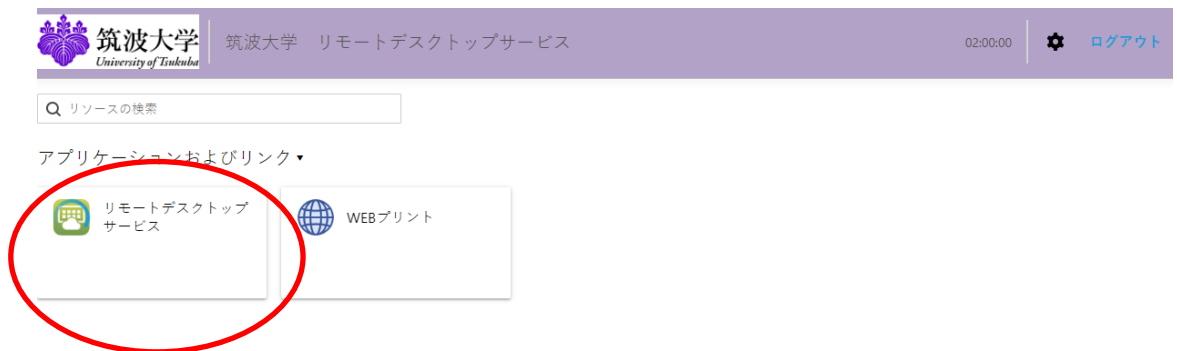 筑波大学
University of Tsukuba
筑波大学 リモートデスクトップサービス
02:00:00
ログアウト
リソースの検索
アプリケーションおよびリンク
リモートデスクトップ
サービス
WEBプリント